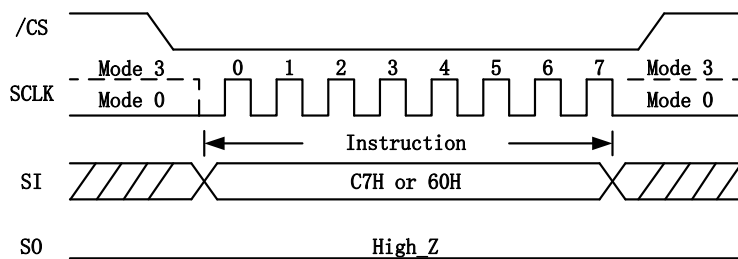 /CS
Mode 3 0 1 2 3 4 5 6 7 Mode 3
SCLK
Mode 0 Mode 0
Instruction
SI C7H or 60H
SO High_Z